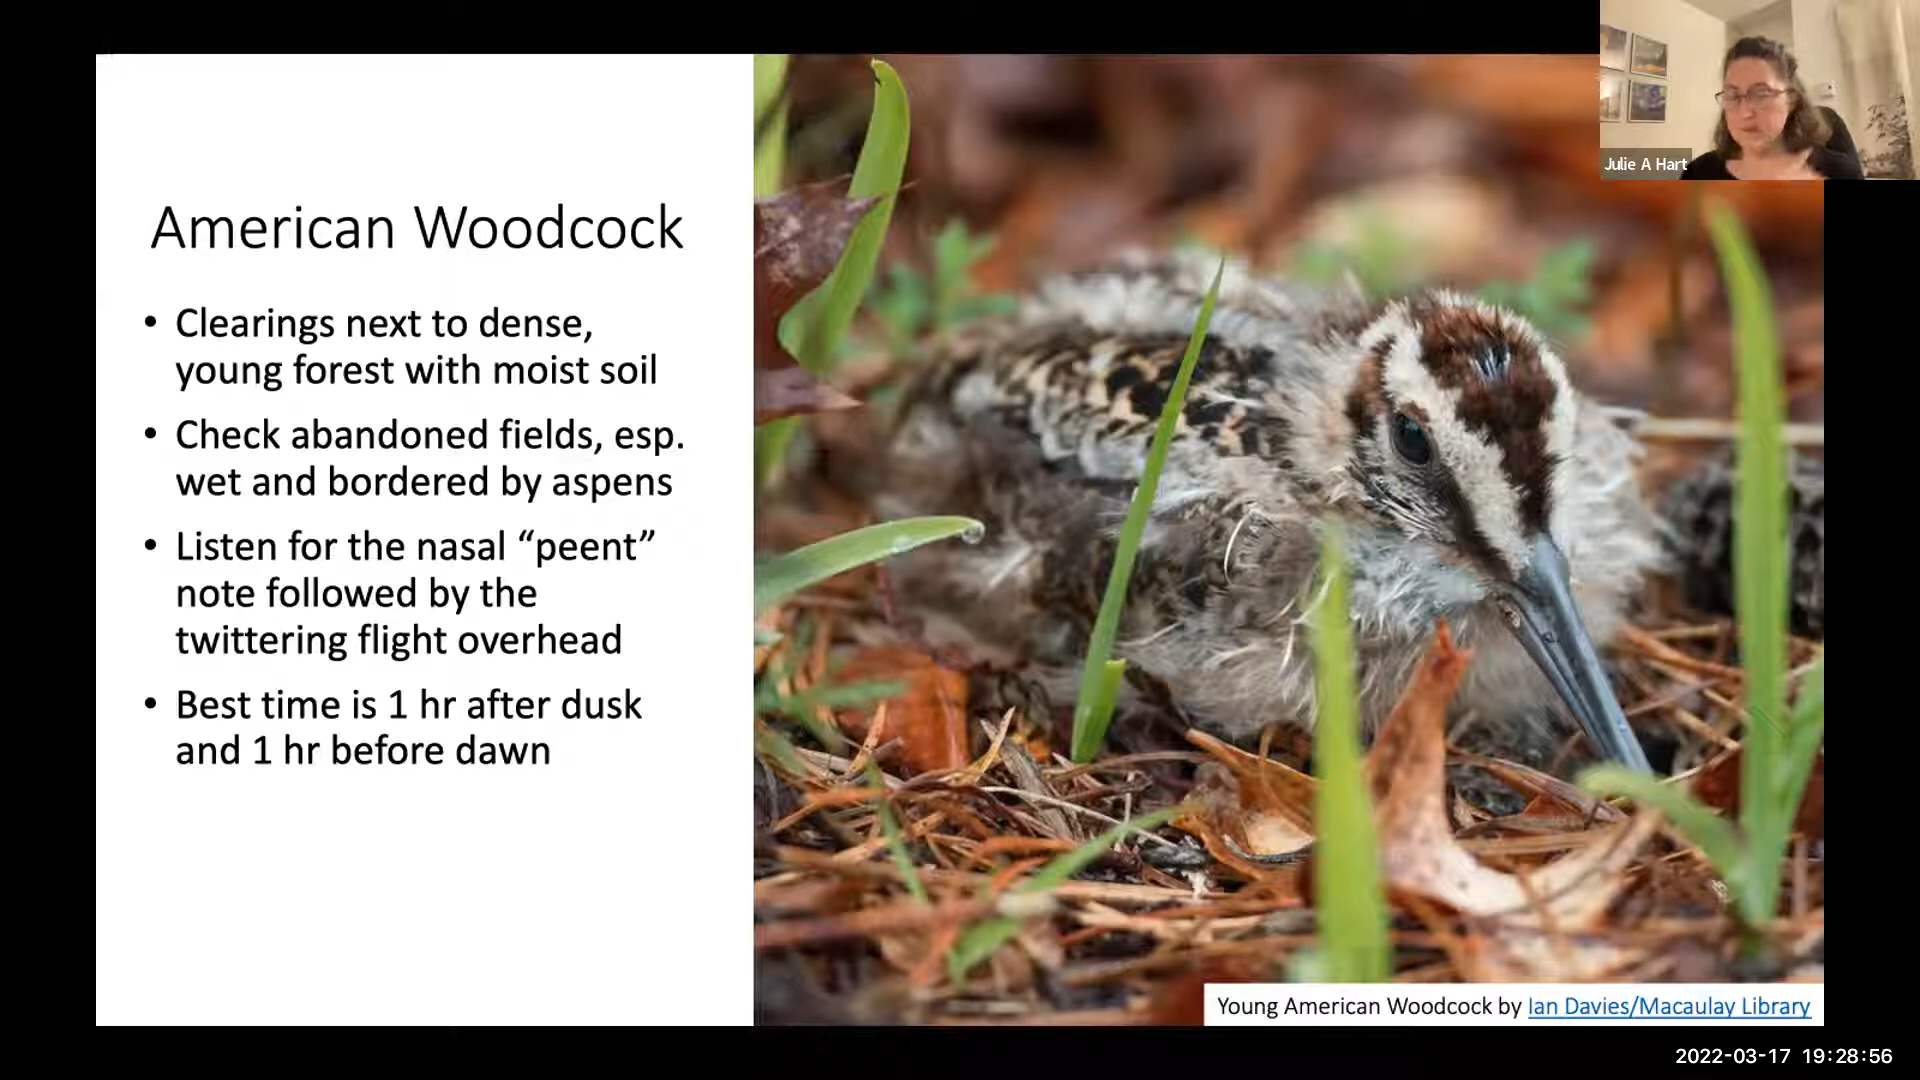 Julie A Hart
American Woodcock
• Clearings next to dense,
young forest with moist soil
• Check abandoned fields, esp.
wet and bordered by aspens
• Listen for the nasal “peent”
note followed by the
twittering flight overhead
• Best time is 1 hr after dusk
and 1 hr before dawn
Young American Woodcock by Ian Davies/Macaulay Library
2022-03-17 19:28:56